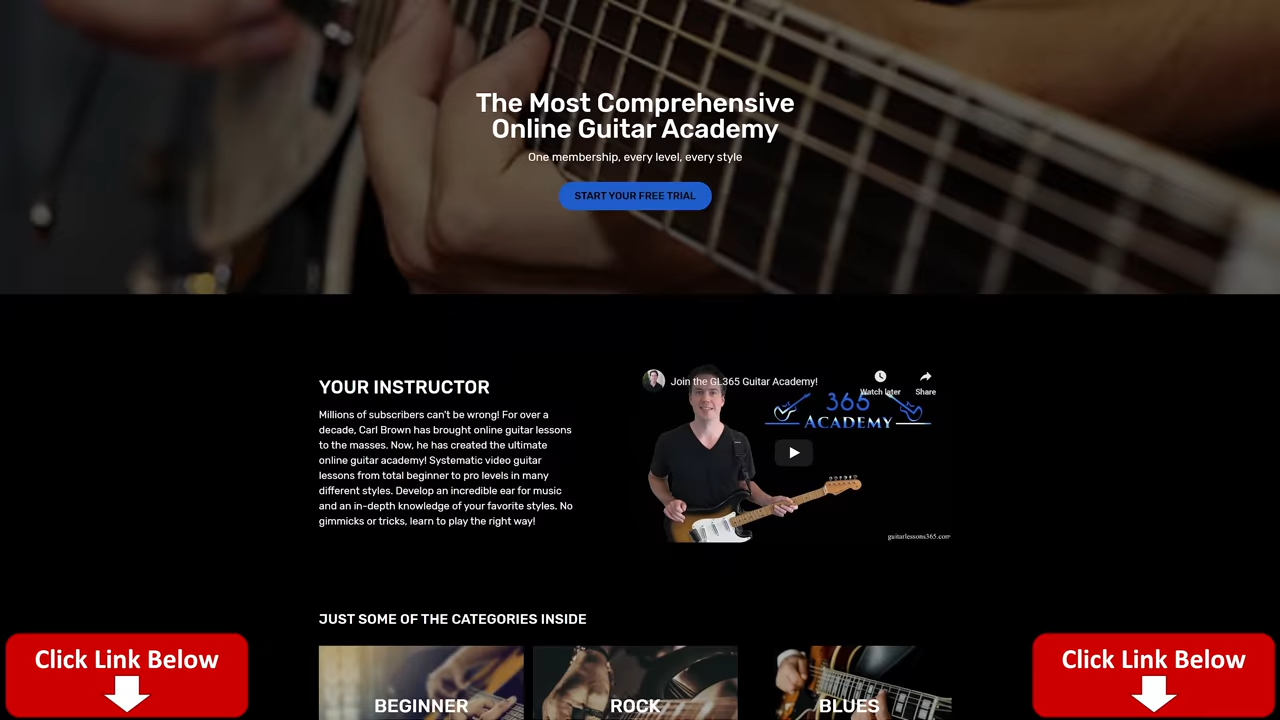 The Most Comprehensive
Online Guitar Academy
One membership, every level, every style
START YOUR FREE TRIAL
YOUR INSTRUCTOR
Millions of subscribers can't be wrong! For over a
decade, Carl Brown has brought online guitar lessons
to the masses. Now, he has created the ultimate
online guitar academy! Systematic video guitar
lessons from total beginner to pro levels in many
different styles. Develop an incredible ear for music
and an in-depth knowledge of your favorite styles. No
gimmicks or tricks, learn to play the right way!
Join the GL365 Guitar Academy!
Watch later
Share
365
ACADEMY
guitarlessons365.com
JUST SOME OF THE CATEGORIES INSIDE
BEGINNER
ROCK
BLUES
Click Link Below
Click Link Below